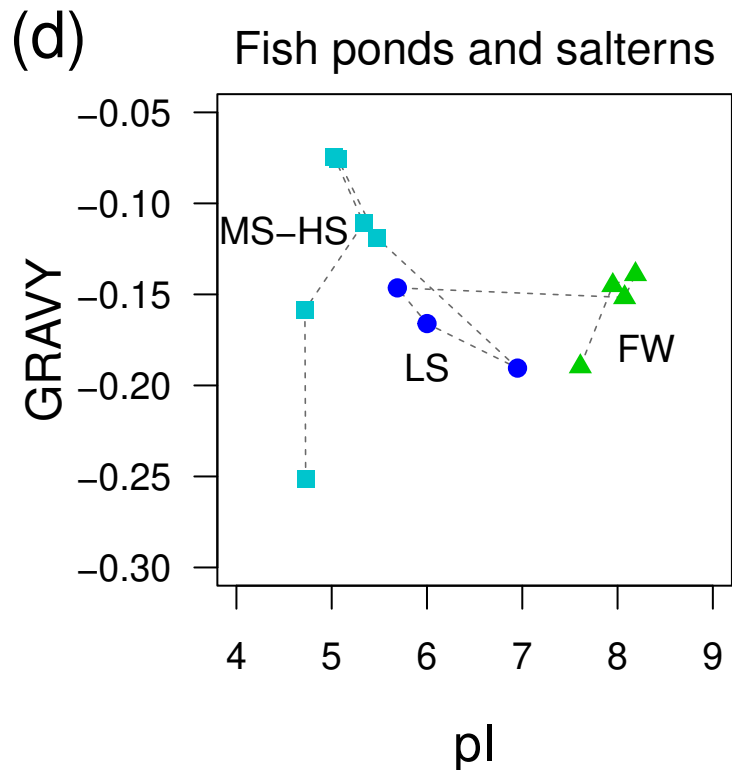 (d)
Fish ponds and salterns
GRAVY
−0.05
−0.10
−0.15
−0.20
−0.25
−0.30
MS−HS
LS
FW
4 5 6 7 8 9
pI